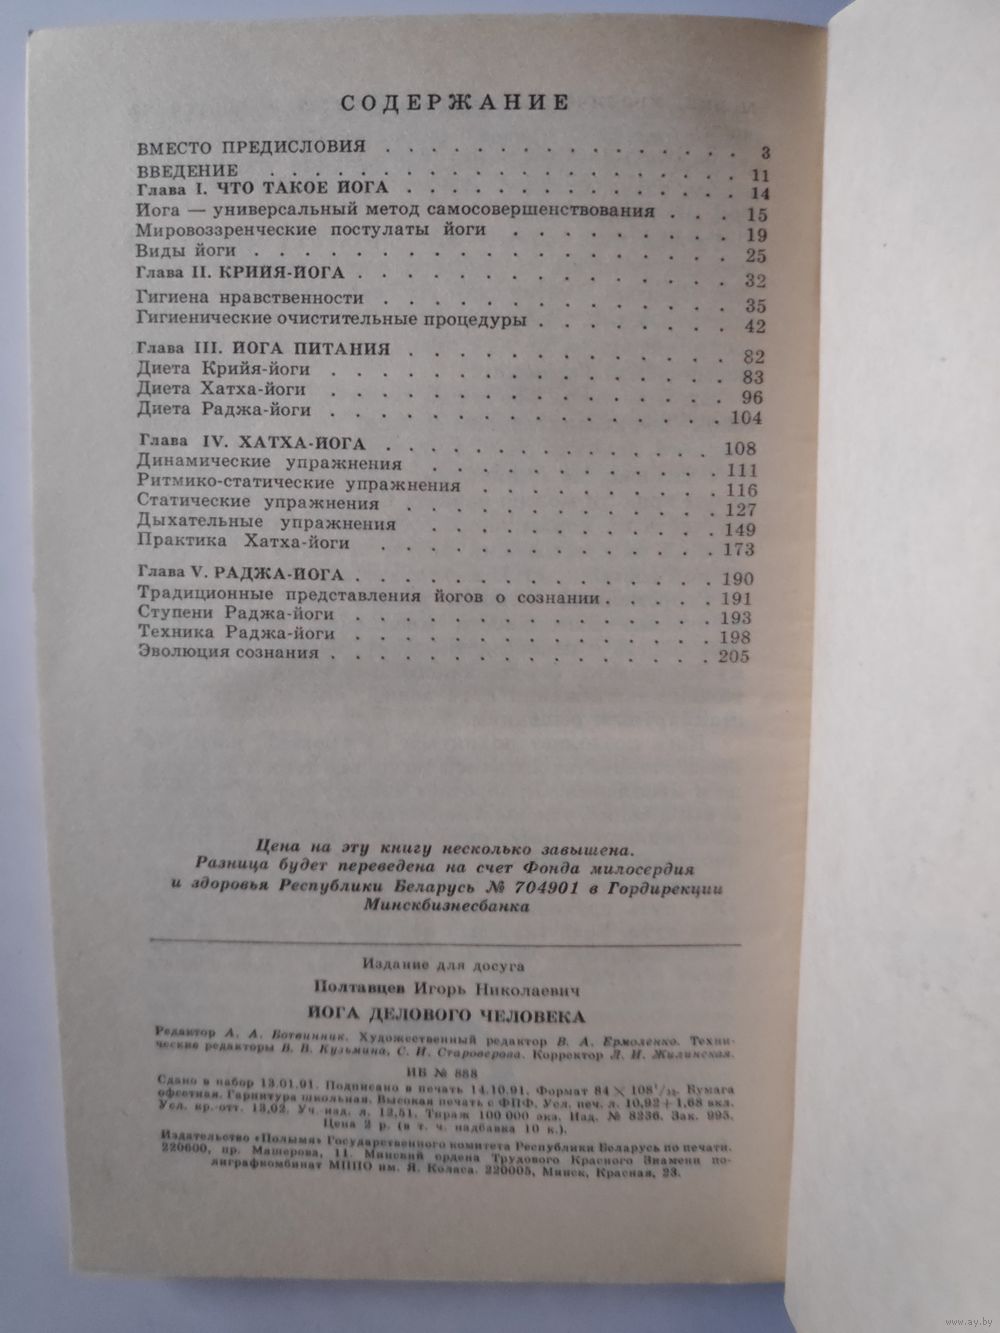 СОДЕРЖАНИЕ
ВМЕСТО ПРЕДИСЛОВИЯ . . . . . . . . . . . . . . . . 3
ВВЕДЕНИЕ . . . . . . . . . . . . . . . . . . . . 11
Глава I. ЧТО ТАКОЕ ЙОГА . . . . . . . . . . . . . . 14
Йога — универсальный метод самосовершенствования . . . 15
Мировоззренческие постулаты йоги . . . . . . . . . 19
Виды йоги . . . . . . . . . . . . . . . . . . . . 25
Глава II. КРИЙЯ-ЙОГА . . . . . . . . . . . . . . . 32
Гигиена нравственности . . . . . . . . . . . . . . 35
Гигиенические очистительные процедуры . . . . . . . 42
Глава III. ЙОГА ПИТАНИЯ . . . . . . . . . . . . . 82
Диета Крийя-йоги . . . . . . . . . . . . . . . . 83
Диета Хатха-йоги . . . . . . . . . . . . . . . . 96
Диета Раджа-йоги . . . . . . . . . . . . . . . . 104
Глава IV. ХАТХА-ЙОГА . . . . . . . . . . . . . . 108
Динамические упражнения . . . . . . . . . . . . 111
Ритмико-статические упражнения . . . . . . . . . . 116
Статические упражнения . . . . . . . . . . . . . 127
Дыхательные упражнения . . . . . . . . . . . . 149
Практика Хатха-йоги . . . . . . . . . . . . . . 173
Глава V. РАДЖА-ЙОГА . . . . . . . . . . . . . . . 190
Традиционные представления йогов о сознании . . . . . 191
Ступени Раджа-йоги . . . . . . . . . . . . . . . 193
Техника Раджа-йоги . . . . . . . . . . . . . . . 198
Эволюция сознания . . . . . . . . . . . . . . . . 205
Цена на эту книгу несколько завышена.
Разница будет переведена на счет Фонда милосердия
и здоровья Республики Беларусь № 704901 в Гордирекции
Минскбизнесбанка
Издание для досуга
Полтавцев Игорь Николаевич
ЙОГА ДЕЛОВОГО ЧЕЛОВЕКА
Редактор А. А. Ботвинник. Художественный редактор В. А. Ермоленко. Техни-
ческие редакторы В. В. Кузьмина, С. И. Староверова. Корректор Л. И. Жилинская.
ИБ № 888
Сдано в набор 13.01.91. Подписано в печать 14.10.91. Формат 84 × 108¹/₃₂. Бумага
офсетная. Гарнитура школьная. Высокая печать с ФПФ. Усл. печ. л. 10,92 + 1,68 вкл.
Усл. кр.-отт. 13,02. Уч. изд. л. 12,51. Тираж 100 000 экз. Изд. № 8236. Зак. 995.
Цена 2 р. (в т. ч. надбавка 10 к.).
Издательство «Полымя» Государственного комитета Республики Беларусь по печати.
220600, пр. Машерова, 11. Минский ордена Трудового Красного Знамени по-
лиграфкомбинат МППО им. Я. Коласа. 220005, Минск, Красная, 23.
www.ay.by